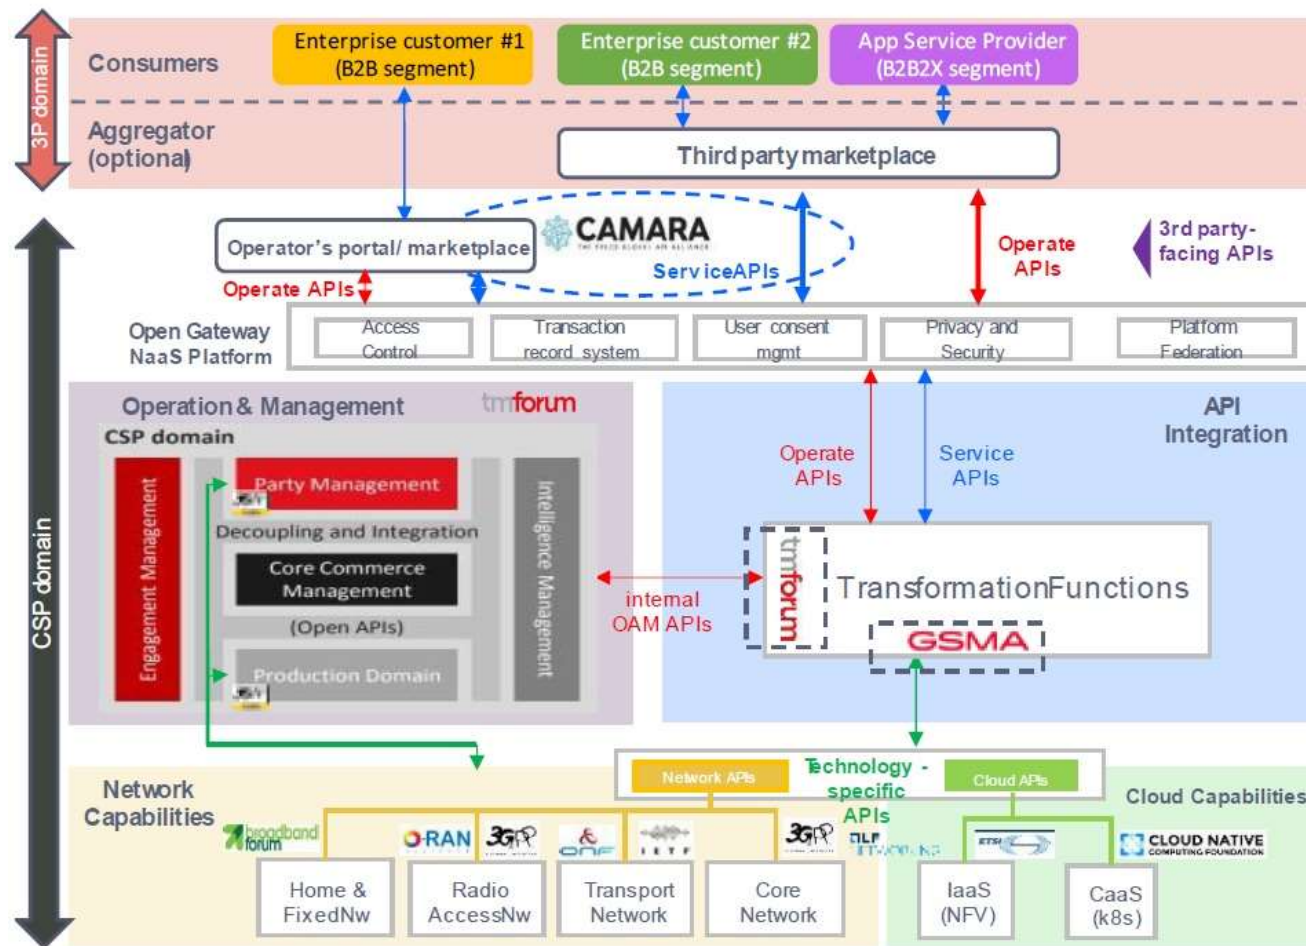 3P domain
Consumers
Enterprise customer #1
(B2B segment)
Enterprise customer #2
(B2B segment)
App Service Provider
(B2B2X segment)
Aggregator
(optional)
Third party marketplace
CSP domain
Operator's portal/ marketplace
CAMARA
THE TELCO GLOBAL API ALLIANCE
ServiceAPIs
Operate
APIs
3rd party-
facing APIs
Operate APIs
Open Gateway
NaaS Platform
Access
Control
Transaction
record system
User consent
mgmt
Privacy and
Security
Platform
Federation
Operation & Management
tmforum
CSP domain
Engagement Management
Party Management
Decoupling and Integration
Core Commerce
Management
(Open APIs)
Production Domain
Intelligence Management
API
Integration
Operate
APIs
Service
APIs
internal
OAM APIs
tmforum
TransformationFunctions
GSMA
Network
Capabilities
Network APIs
Technology -
specific
APIs
Cloud APIs
Cloud Capabilities
broadband
forum
O-RAN
3GPP
ONF
IETF
3GPP
ETSI
CLOUD NATIVE
COMPUTING FOUNDATION
Home &
FixedNw
Radio
AccessNw
Transport
Network
Core
Network
IaaS
(NFV)
CaaS
(k8s)